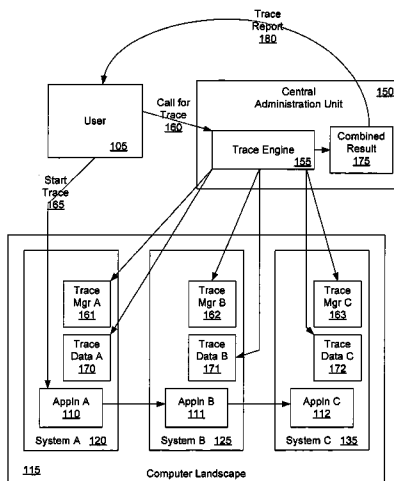 Trace
Report
180
150
Central
Administration Unit
Call for
Trace
160
User
105
Trace Engine
155
Combined
Result
175
Start
Trace
165
Trace
Mgr A
161
Trace
Mgr B
162
Trace
Mgr C
163
Trace
Data A
170
Trace
Data B
171
Trace
Data C
172
Appln A
110
Appln B
111
Appln C
112
System A 120
System B 125
System C 135
115
Computer Landscape